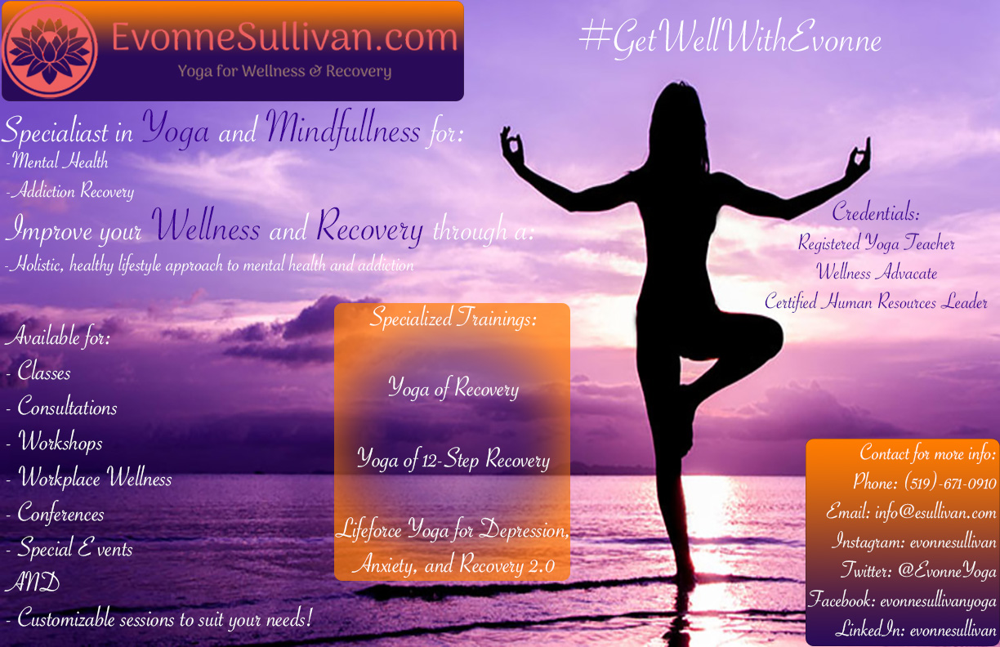 EvonneSullivan.com
Yoga for Wellness & Recovery
#GetWellWithEvonne
Specialiast in Yoga and Mindfullness for:
-Mental Health
-Addiction Recovery
Improve your Wellness and Recovery through a:
-Holistic, healthy lifestyle approach to mental health and addiction
Credentials:
Registered Yoga Teacher
Wellness Advocate
Certified Human Resources Leader
Available for:
- Classes
- Consultations
- Workshops
- Workplace Wellness
- Conferences
- Special Events
AND
- Customizable sessions to suit your needs!
Specialized Trainings:
Yoga of Recovery
Yoga of 12-Step Recovery
Lifeforce Yoga for Depression,
Anxiety, and Recovery 2.0
Contact for more info:
Phone: (519)-671-0910
Email: info@esullivan.com
Instagram: evonnesullivan
Twitter: @EvonneYoga
Facebook: evonnesullivanyoga
LinkedIn: evonnesullivan